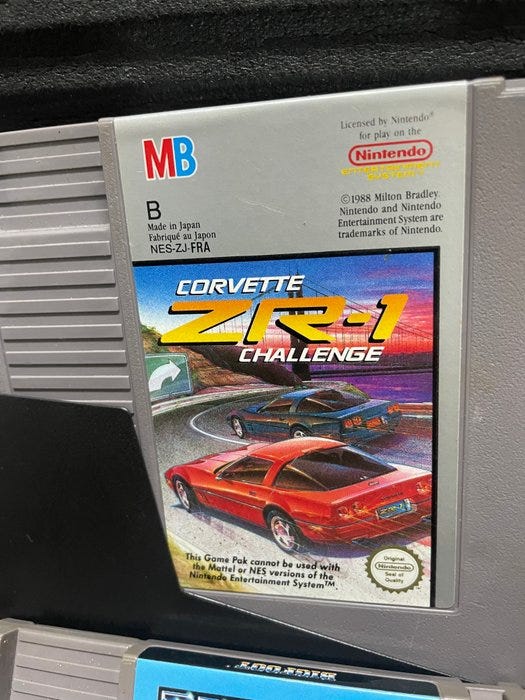 MB
Licensed by Nintendo®
for play on the
Nintendo
ENTERTAINMENT
SYSTEM
©1988 Milton Bradley.
Nintendo and Nintendo
Entertainment System are
trademarks of Nintendo.
B
Made in Japan
Fabriqué au Japon
NES-ZJ-FRA
CORVETTE
ZR-1
CHALLENGE
ZR-1
This Game Pak cannot be used with
the Mattel or NES versions of the
Nintendo Entertainment System™.
Original
Nintendo
Seal of
Quality